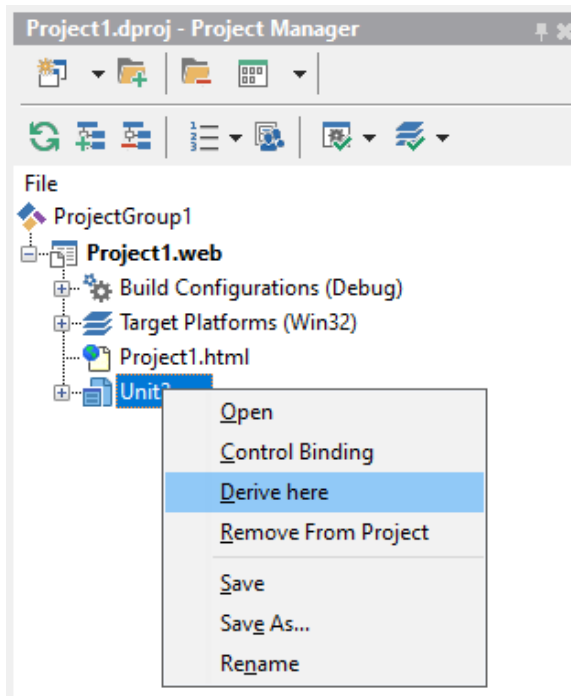 Project1.dproj - Project Manager
File
ProjectGroup1
Project1.web
Build Configurations (Debug)
Target Platforms (Win32)
Project1.html
Open
Control Binding
Derive here
Remove From Project
Save
Save As...
Rename